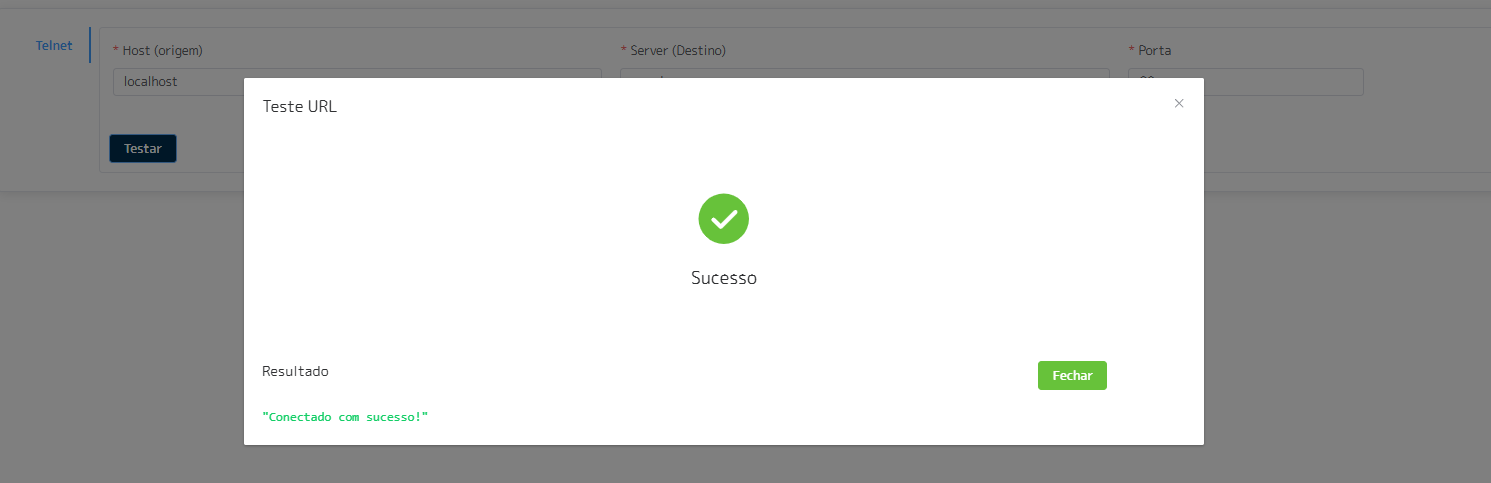 Telnet
* Host (origem)
* Server (Destino)
* Porta
localhost
Testar
Teste URL
Sucesso
Resultado
Fechar
"Conectado com sucesso!"